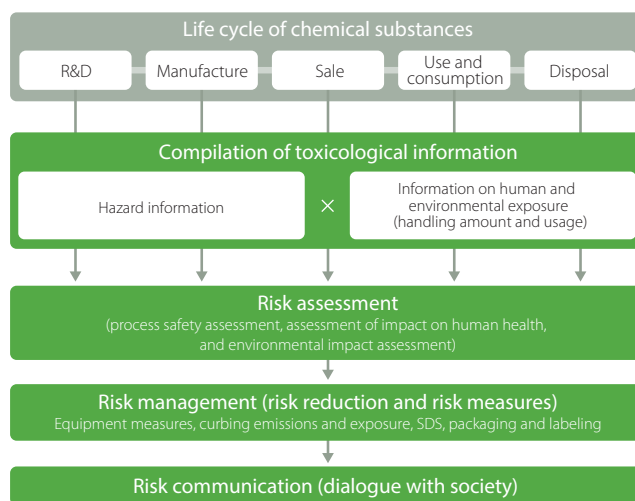 Life cycle of chemical substances
R&D
Manufacture
Sale
Use and
consumption
Disposal
Compilation of toxicological information
Hazard information
×
Information on human and
environmental exposure
(handling amount and usage)
Risk assessment
(process safety assessment, assessment of impact on human health,
and environmental impact assessment)
Risk management (risk reduction and risk measures)
Equipment measures, curbing emissions and exposure, SDS, packaging and labeling
Risk communication (dialogue with society)